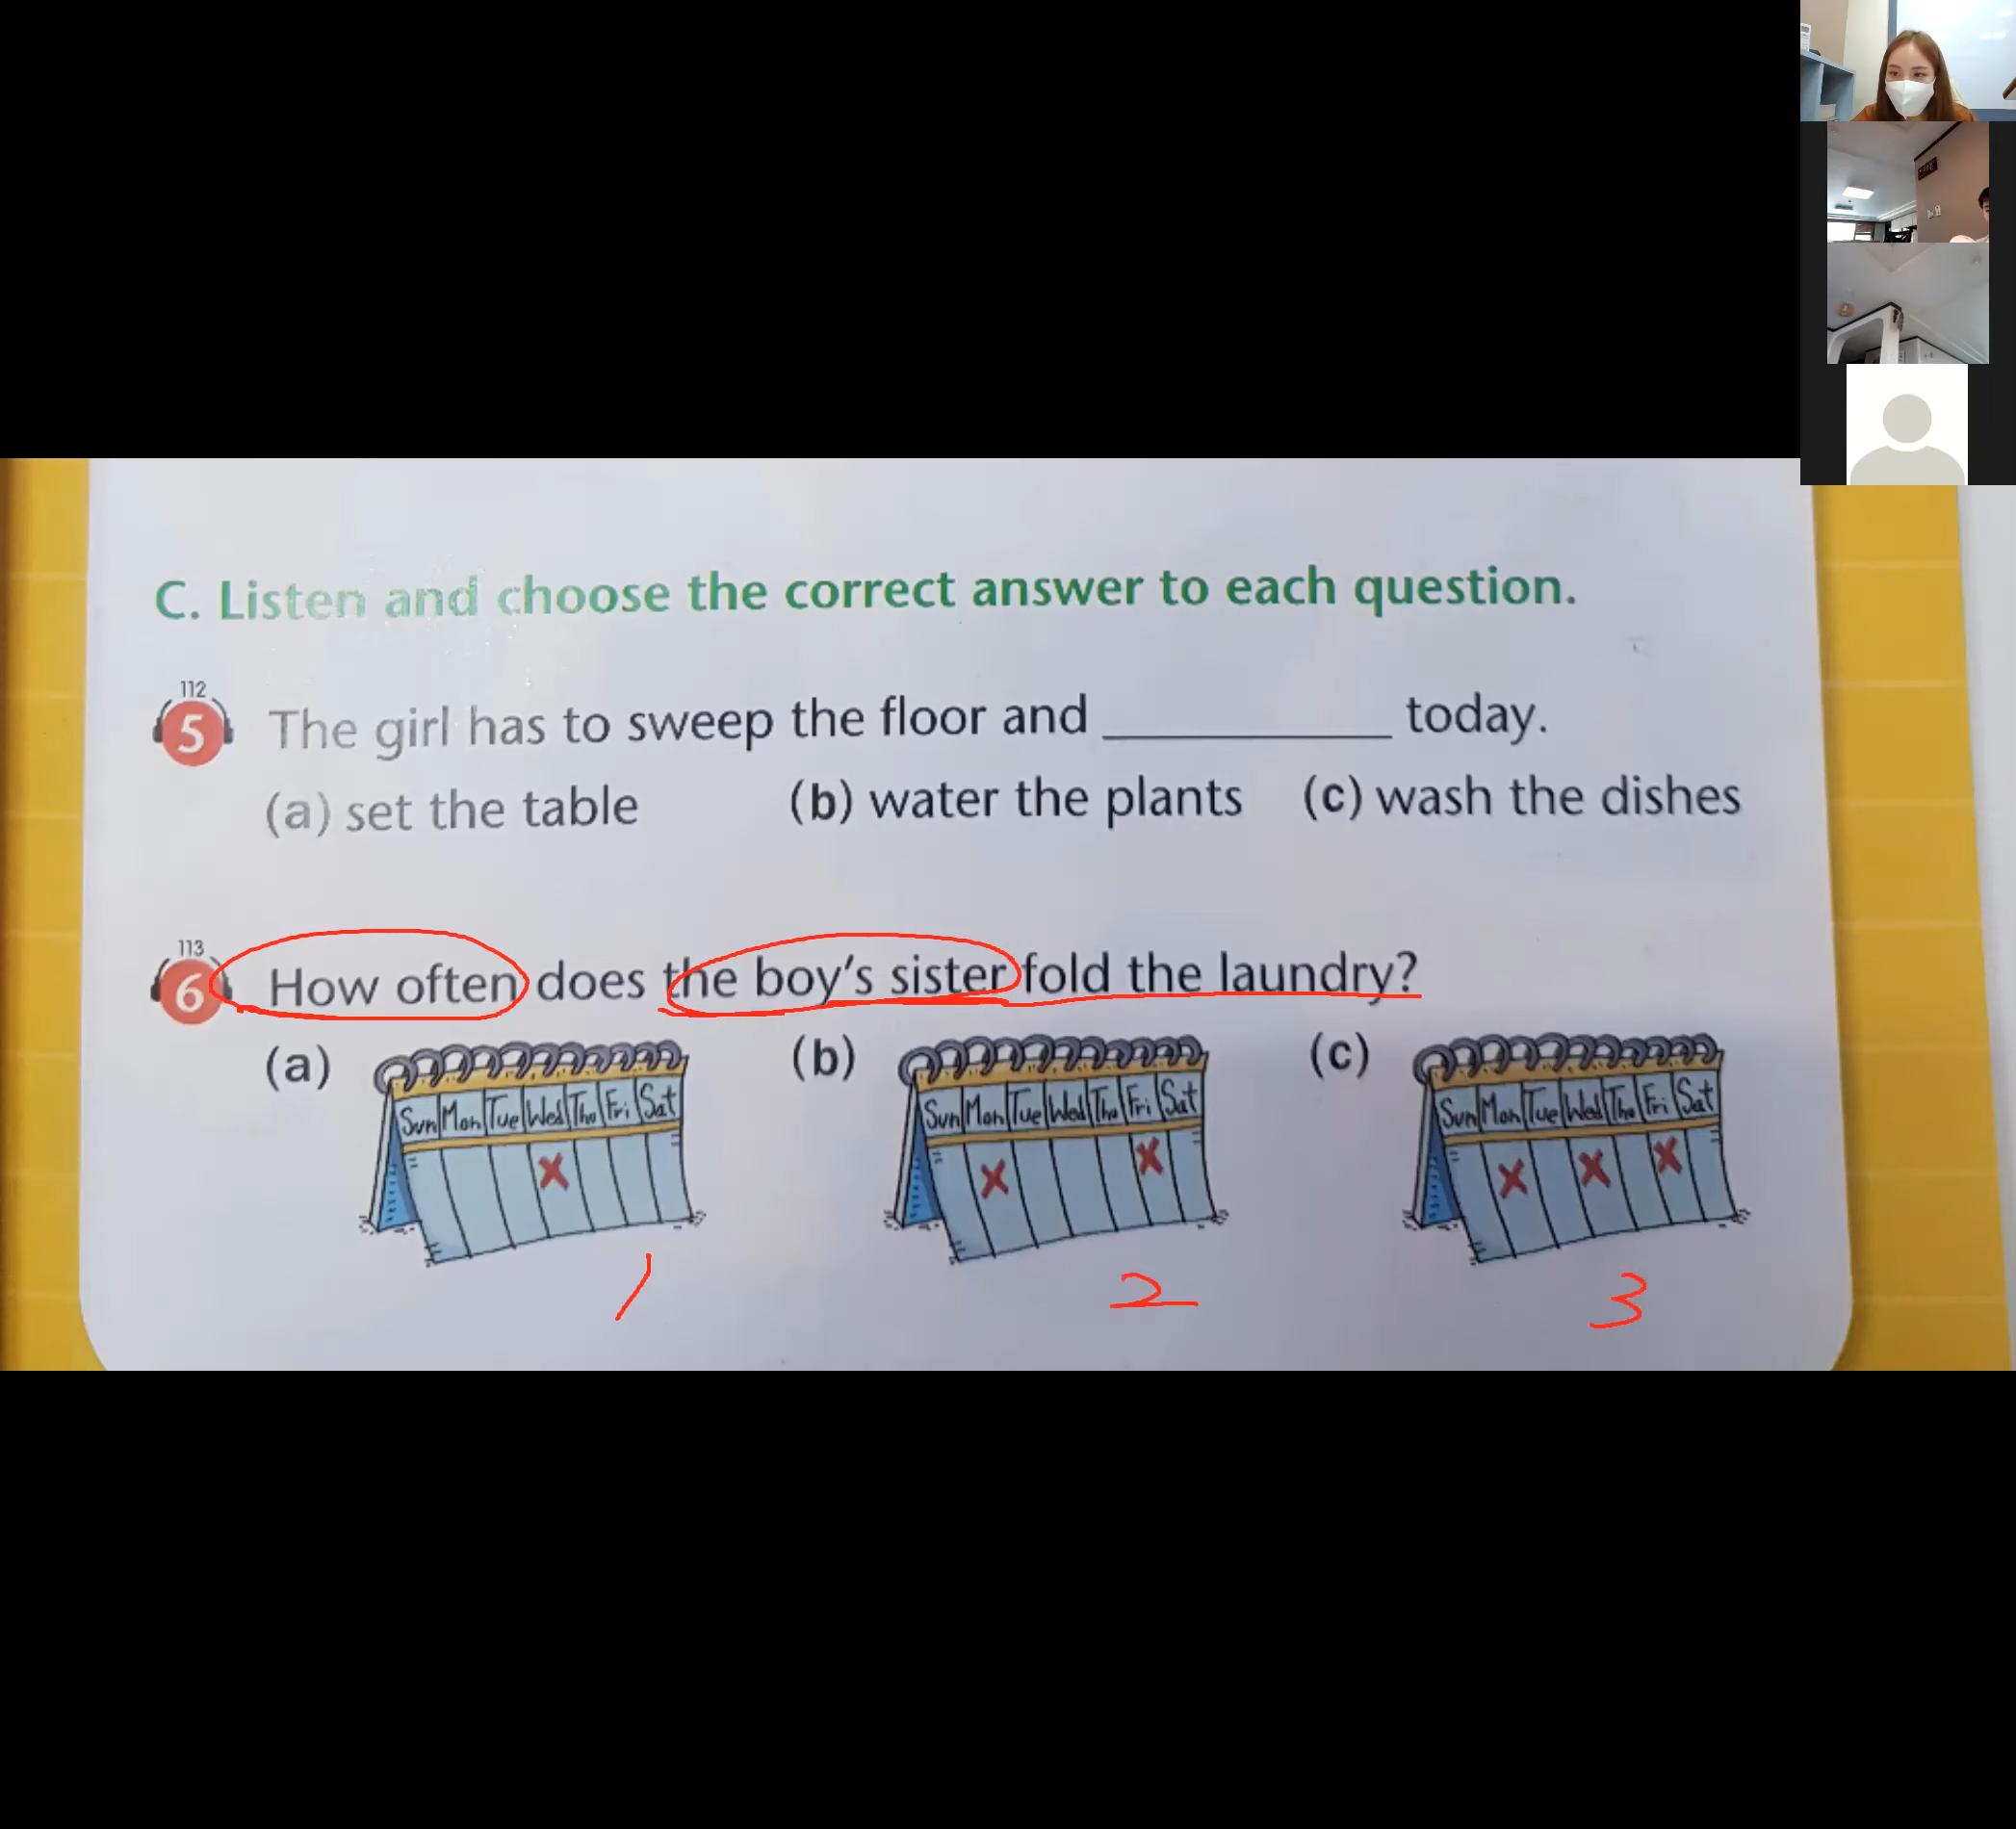 C. Listen and choose the correct answer to each question.
112
5 The girl has to sweep the floor and __________ today.
(a) set the table (b) water the plants (c) wash the dishes
113
6 How often does the boy's sister fold the laundry?
(a) (b) (c)
Sun Mon Tue Wed Thu Fri Sat
X
Sun Mon Tue Wed Thu Fri Sat
X X
Sun Mon Tue Wed Thu Fri Sat
X X X
1 2 3